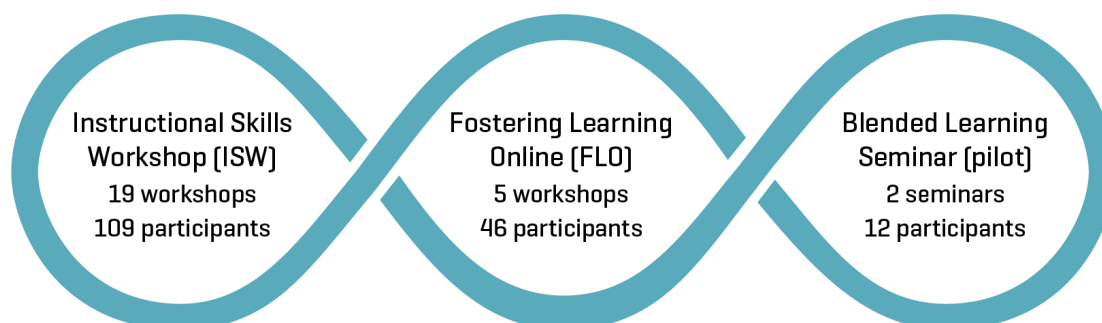 Instructional Skills
Workshop (ISW)
19 workshops
109 participants
Fostering Learning
Online (FLO)
5 workshops
46 participants
Blended Learning
Seminar (pilot)
2 seminars
12 participants